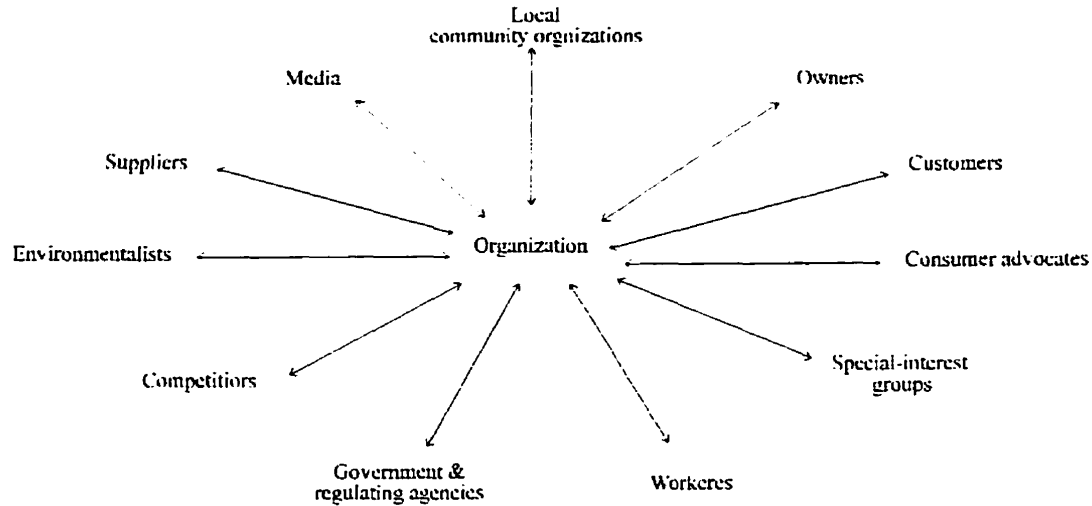 Local
community orgnizations
Media
Owners
Suppliers
Customers
Organization
Environmentalists
Consumer advocates
Special-interest
groups
Competitiors
Government &
regulating agencies
Workeres